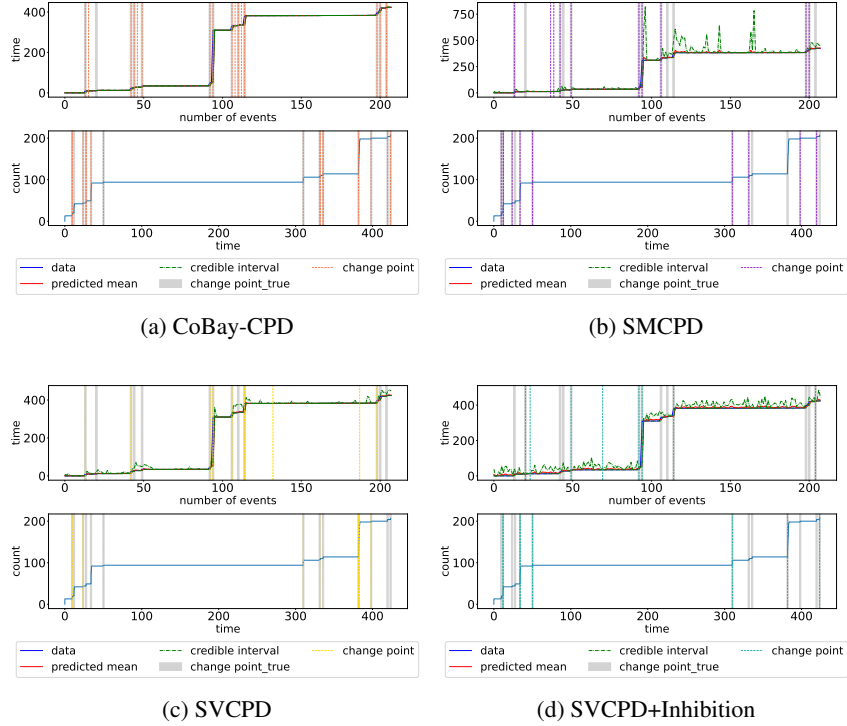 400
200
0
time
0
50
100
150
200
number of events
200
100
0
count
0
100
200
300
400
time
data
credible interval
change point
predicted mean
change point_true
(a) CoBay-CPD
750
500
250
0
time
0
50
100
150
200
number of events
200
100
0
count
0
100
200
300
400
time
data
credible interval
change point
predicted mean
change point_true
(b) SMCPD
400
200
0
time
0
50
100
150
200
number of events
200
100
0
count
0
100
200
300
400
time
data
credible interval
change point
predicted mean
change point_true
(c) SVCPD
400
200
0
time
0
50
100
150
200
number of events
200
100
0
count
0
100
200
300
400
time
data
credible interval
change point
predicted mean
change point_true
(d) SVCPD+Inhibition